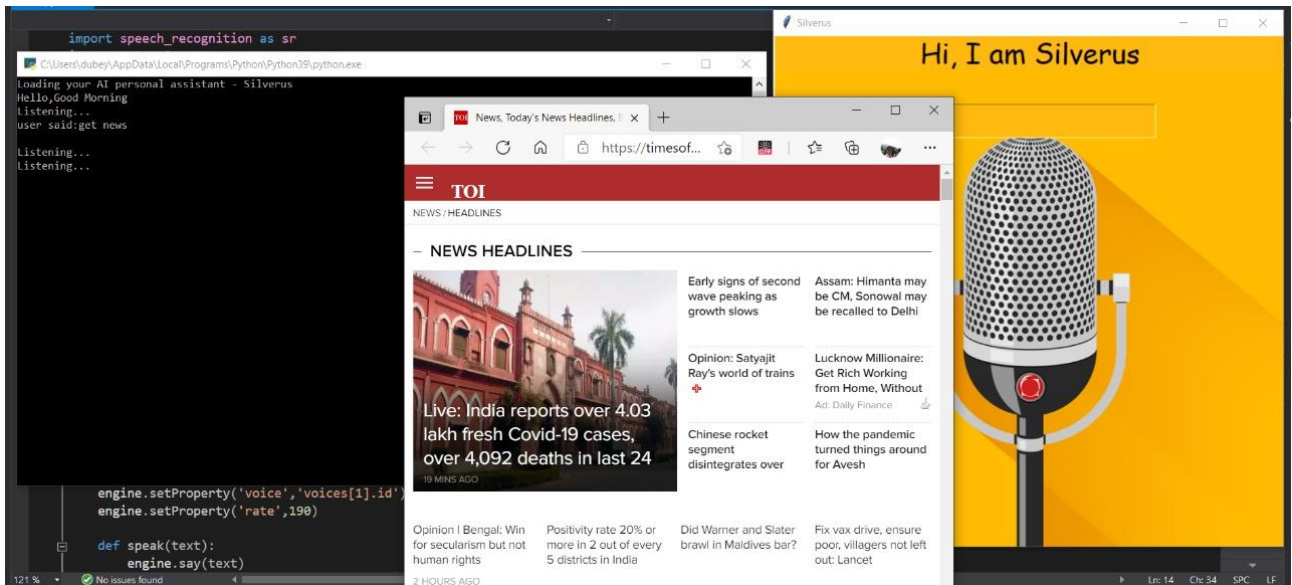 import speech_recognition as sr
C:\Users\dubey\AppData\Local\Programs\Python\Python39\python.exe
Loading your AI personal assistant - Silverus
Hello,Good Morning
Listening...
user said:get news
Listening...
Listening...
Silverus
Hi, I am Silverus
TOI
News, Today's News Headlines,
https://timesof...
OFF
TOI
NEWS / HEADLINES
NEWS HEADLINES
Live: India reports over 4.03
lakh fresh Covid-19 cases,
over 4,092 deaths in last 24
19 MINS AGO
Early signs of second
wave peaking as
growth slows
Assam: Himanta may
be CM, Sonowal may
be recalled to Delhi
Opinion: Satyajit
Ray's world of trains
Lucknow Millionaire:
Get Rich Working
from Home, Without
Ad: Daily Finance
Chinese rocket
segment
disintegrates over
How the pandemic
turned things around
for Avesh
Opinion | Bengal: Win
for secularism but not
human rights
2 HOURS AGO
Positivity rate 20% or
more in 2 out of every
5 districts in India
Did Warner and Slater
brawl in Maldives bar?
Fix vax drive, ensure
poor, villagers not left
out: Lancet
engine.setProperty('voice','voices[1].id')
engine.setProperty('rate',190)
def speak(text):
engine.say(text)
121 %
No issues found
Ln: 14 Ch: 34 SPC LF